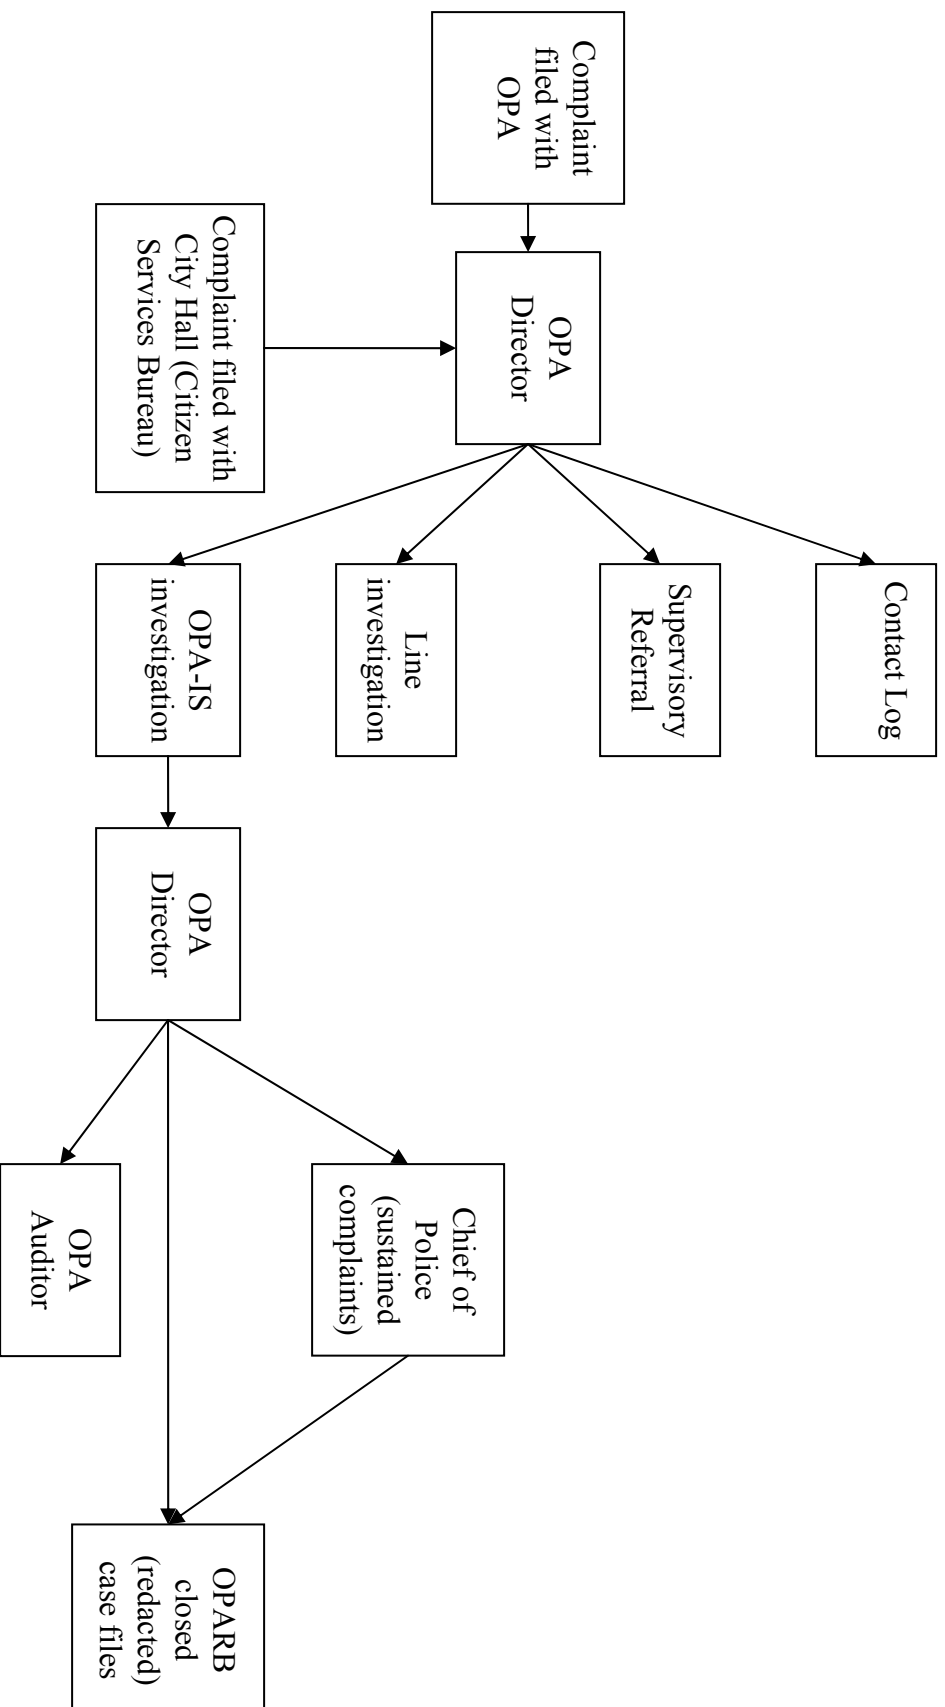 Complaint
filed with
OPA
Complaint filed with
City Hall (Citizen
Services Bureau)
OPA
Director
Contact Log
Supervisory
Referral
Line
investigation
OPA-IS
investigation
OPA
Director
Chief of
Police
(sustained
complaints)
OPA
Auditor
OPARB
closed
(redacted)
case files